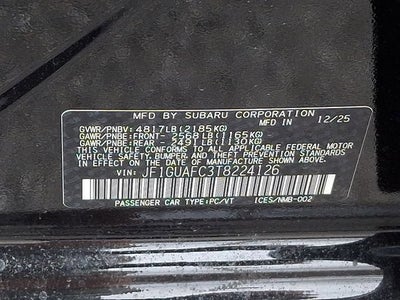 MFD BY SUBARU CORPORATION
MFD IN 12/25
GVWR/PNBV: 4817LB (2185KG)
GAWR/PNBE:FRONT- 2568LB (1165KG)
GAWR/PNBE:REAR - 2491LB (1130KG)
THIS VEHICLE CONFORMS TO ALL APPLICABLE FEDERAL MOTOR
VEHICLE SAFETY, BUMPER, AND THEFT PREVENTION STANDARDS
IN EFFECT ON THE DATE OF MANUFACTURE SHOWN ABOVE.
VIN: JF1GUAFC3T8224126
PASSENGER CAR TYPE:PC/VT ICES/NMB-002